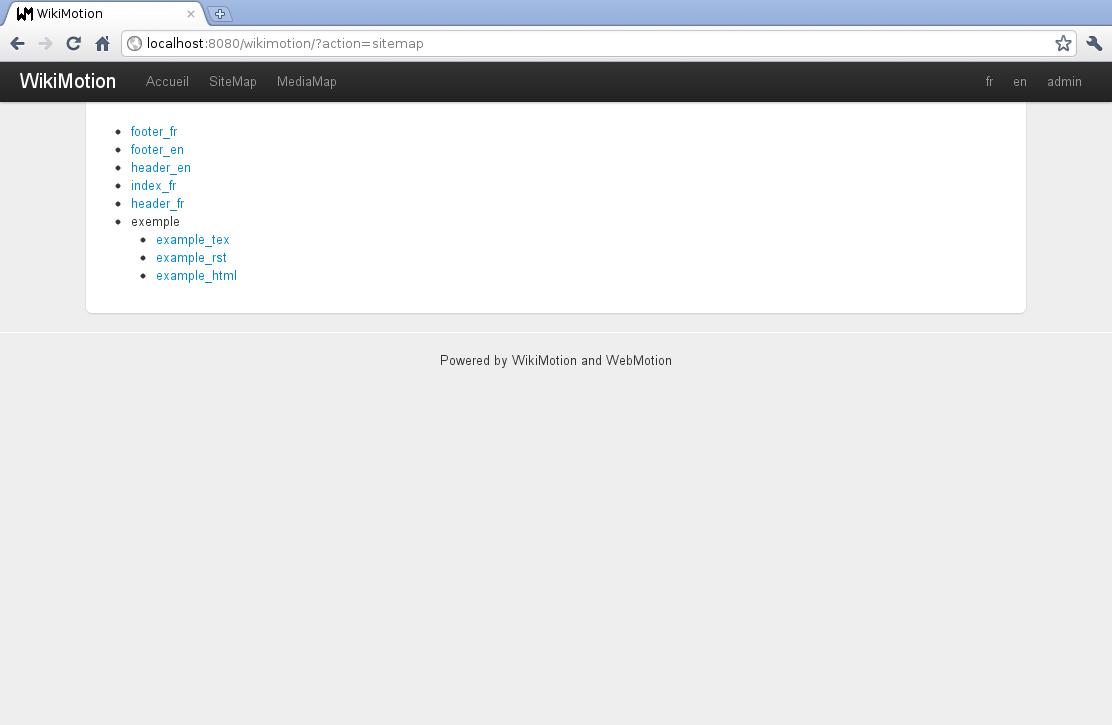 WikiMotion
localhost:8080/wikimotion/?action=sitemap
WikiMotion Accueil SiteMap MediaMap fr en admin
footer_fr
footer_en
header_en
index_fr
header_fr
exemple
example_tex
example_rst
example_html
Powered by WikiMotion and WebMotion